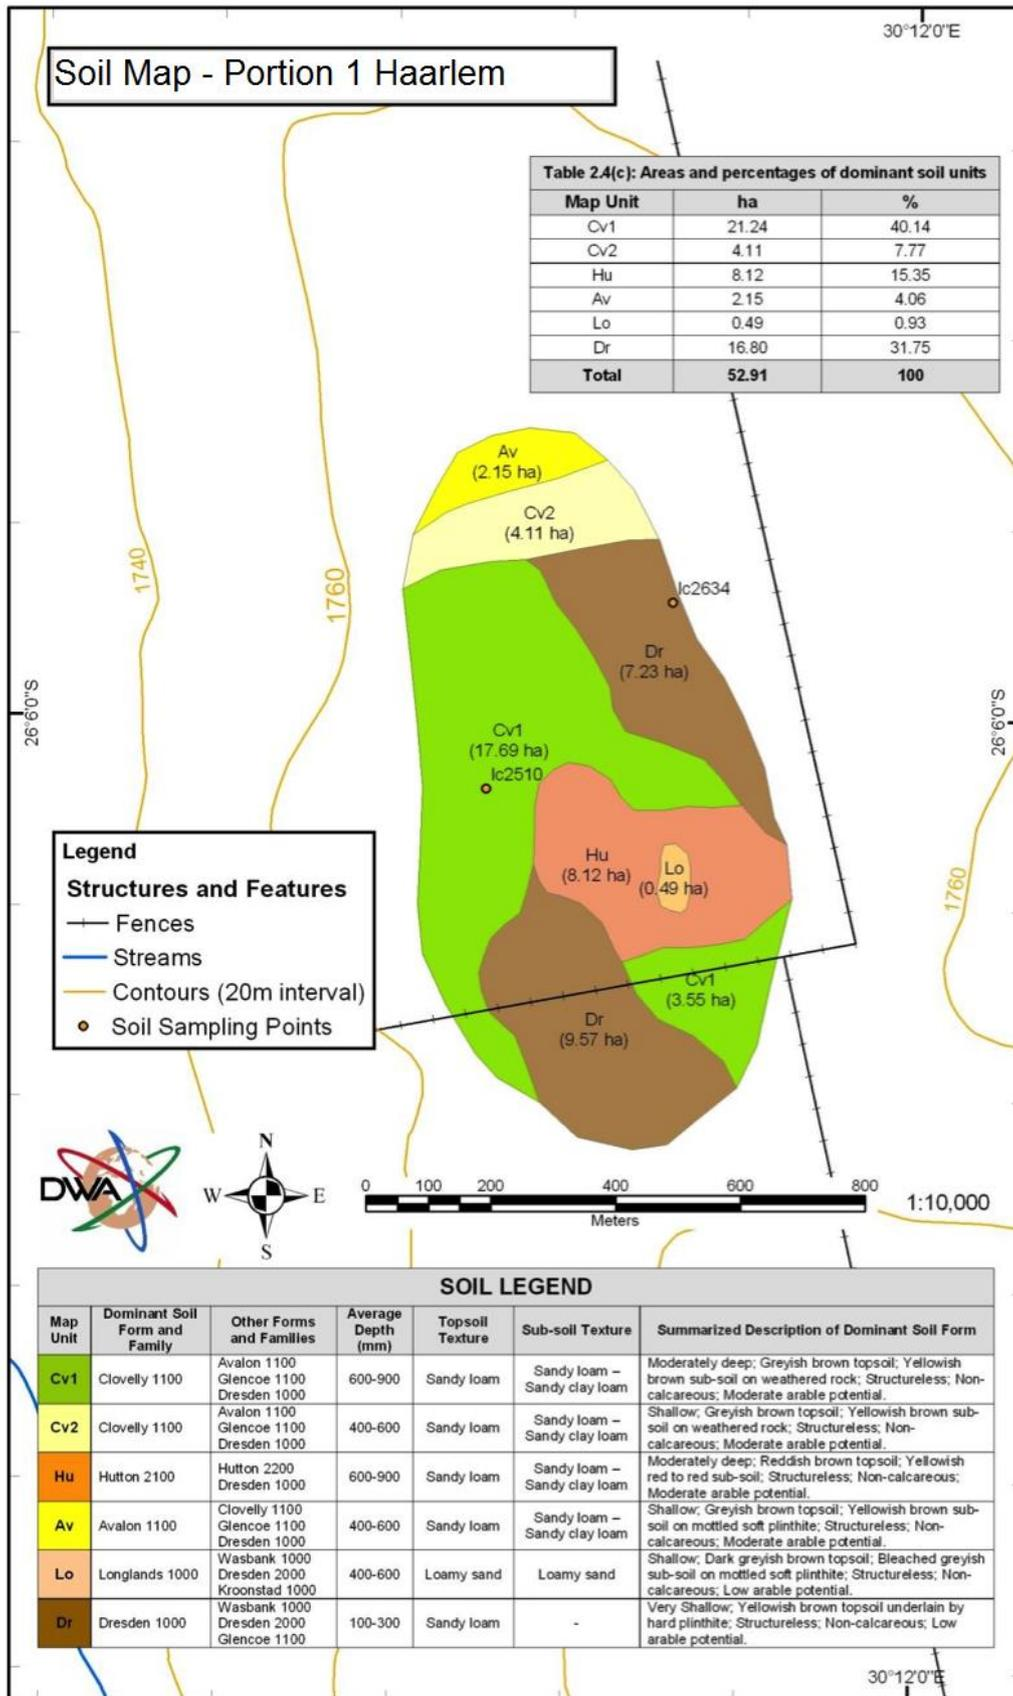 30°12'0"E
Soil Map - Portion 1 Haarlem
Table 2.4(c): Areas and percentages of dominant soil units
Map Unit ha %
Cv1 21.24 40.14
Cv2 4.11 7.77
Hu 8.12 15.35
Av 2.15 4.06
Lo 0.49 0.93
Dr 16.80 31.75
Total 52.91 100
Av
(2.15 ha)
Cv2
(4.11 ha)
1740
1760
Ic2634
Dr
(7.23 ha)
26°6'0"S
26°6'0"S
Cv1
(17.69 ha)
Ic2510
Hu
(8.12 ha)
Lo
(0.49 ha)
1760
Cv1
(3.55 ha)
Dr
(9.57 ha)
Legend
Structures and Features
Fences
Streams
Contours (20m interval)
Soil Sampling Points
DWA
N
W E
S
0 100 200 400 600 800
Meters
1:10,000
SOIL LEGEND
Map
Unit
Dominant Soil
Form and
Family
Other Forms
and Families
Average
Depth
(mm)
Topsoil
Texture
Sub-soil Texture
Summarized Description of Dominant Soil Form
Cv1
Clovelly 1100
Avalon 1100
Glencoe 1100
Dresden 1000
600-900
Sandy loam
Sandy loam –
Sandy clay loam
Moderately deep; Greyish brown topsoil; Yellowish
brown sub-soil on weathered rock; Structureless; Non-
calcareous; Moderate arable potential.
Cv2
Clovelly 1100
Avalon 1100
Glencoe 1100
Dresden 1000
400-600
Sandy loam
Sandy loam –
Sandy clay loam
Shallow; Greyish brown topsoil; Yellowish brown sub-
soil on weathered rock; Structureless; Non-
calcareous; Moderate arable potential.
Hu
Hutton 2100
Hutton 2200
Dresden 1000
600-900
Sandy loam
Sandy loam –
Sandy clay loam
Moderately deep; Reddish brown topsoil; Yellowish
red to red sub-soil; Structureless; Non-calcareous;
Moderate arable potential.
Av
Avalon 1100
Clovelly 1100
Glencoe 1100
Dresden 1000
400-600
Sandy loam
Sandy loam –
Sandy clay loam
Shallow; Greyish brown topsoil; Yellowish brown sub-
soil on mottled soft plinthite; Structureless; Non-
calcareous; Moderate arable potential.
Lo
Longlands 1000
Wasbank 1000
Dresden 2000
Kroonstad 1000
400-600
Loamy sand
Loamy sand
Shallow; Dark greyish brown topsoil; Bleached greyish
sub-soil on mottled soft plinthite; Structureless; Non-
calcareous; Low arable potential.
Dr
Dresden 1000
Wasbank 1000
Dresden 2000
Glencoe 1100
100-300
Sandy loam
-
Very Shallow; Yellowish brown topsoil underlain by
hard plinthite; Structureless; Non-calcareous; Low
arable potential.
30°12'0"E